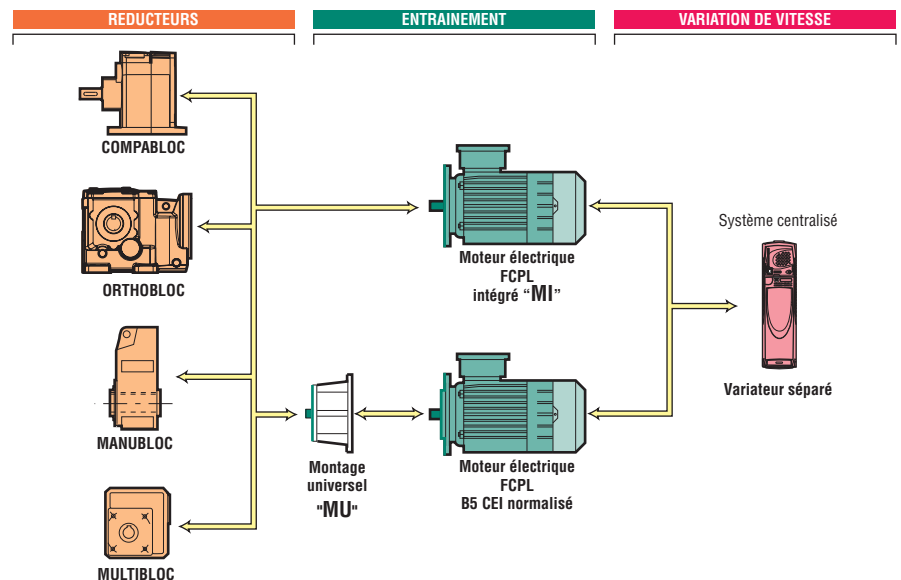 REDUCTEURS
ENTRAINEMENT
VARIATION DE VITESSE
COMPABLOC
ORTHOBLOC
MANUBLOC
MULTIBLOC
Montage
universel
"MU"
Moteur électrique
FCPL
intégré “MI”
Moteur électrique
FCPL
B5 CEI normalisé
Système centralisé
Variateur séparé